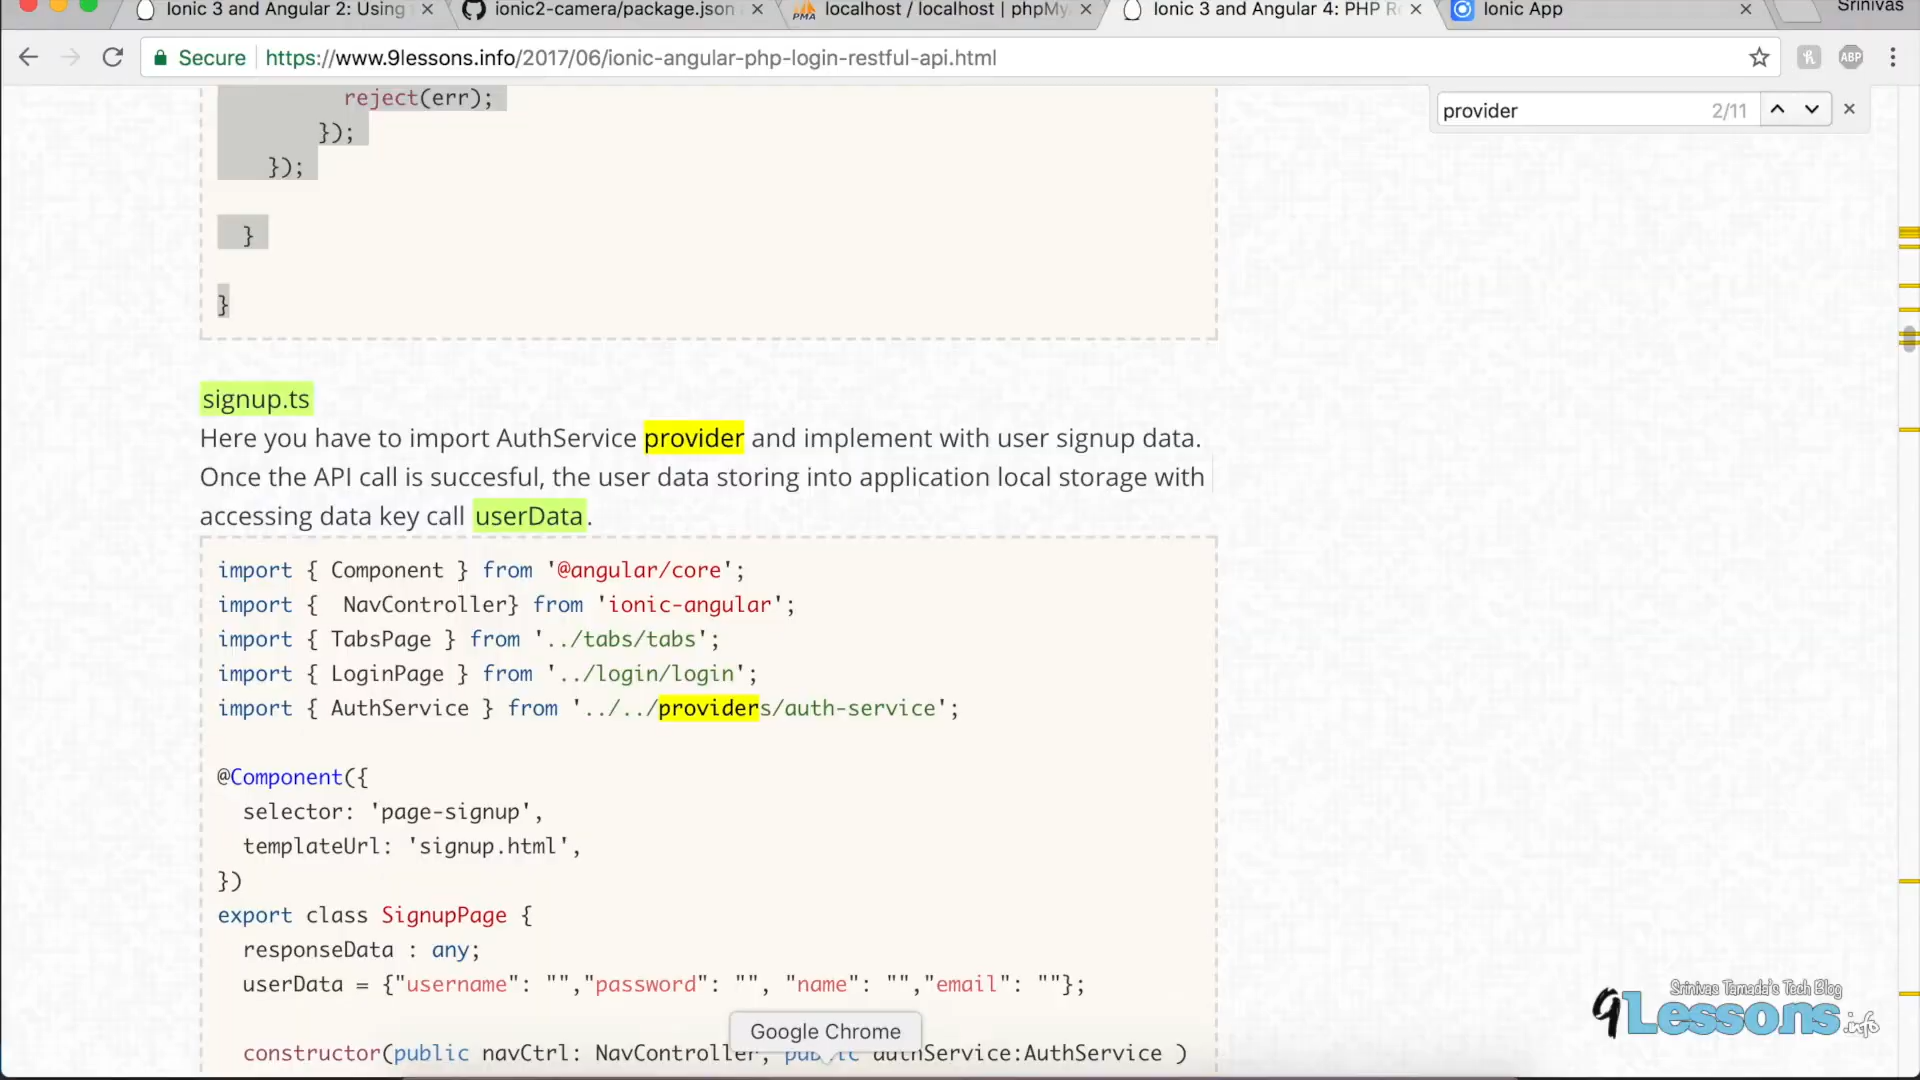 Ionic 3 and Angular 2: Using
ionic2-camera/package.json
localhost / localhost | phpMy
Ionic 3 and Angular 4: PHP Re
Ionic App
Srinivas
Secure
https://www.9lessons.info/2017/06/ionic-angular-php-login-restful-api.html
ABP
provider 2/11
reject(err);
});
});
}
}
signup.ts
Here you have to import AuthService provider and implement with user signup data.
Once the API call is succesful, the user data storing into application local storage with
accessing data key call userData.
import { Component } from '@angular/core';
import {  NavController} from 'ionic-angular';
import { TabsPage } from '../tabs/tabs';
import { LoginPage } from '../login/login';
import { AuthService } from '../../providers/auth-service';
@Component({
selector: 'page-signup',
templateUrl: 'signup.html',
})
export class SignupPage {
responseData : any;
userData = {"username": "","password": "", "name": "","email": ""};
Google Chrome
constructor(public navCtrl: NavController, public authService:AuthService )
Srinivas Tamada's Tech Blog
9Lessons.info